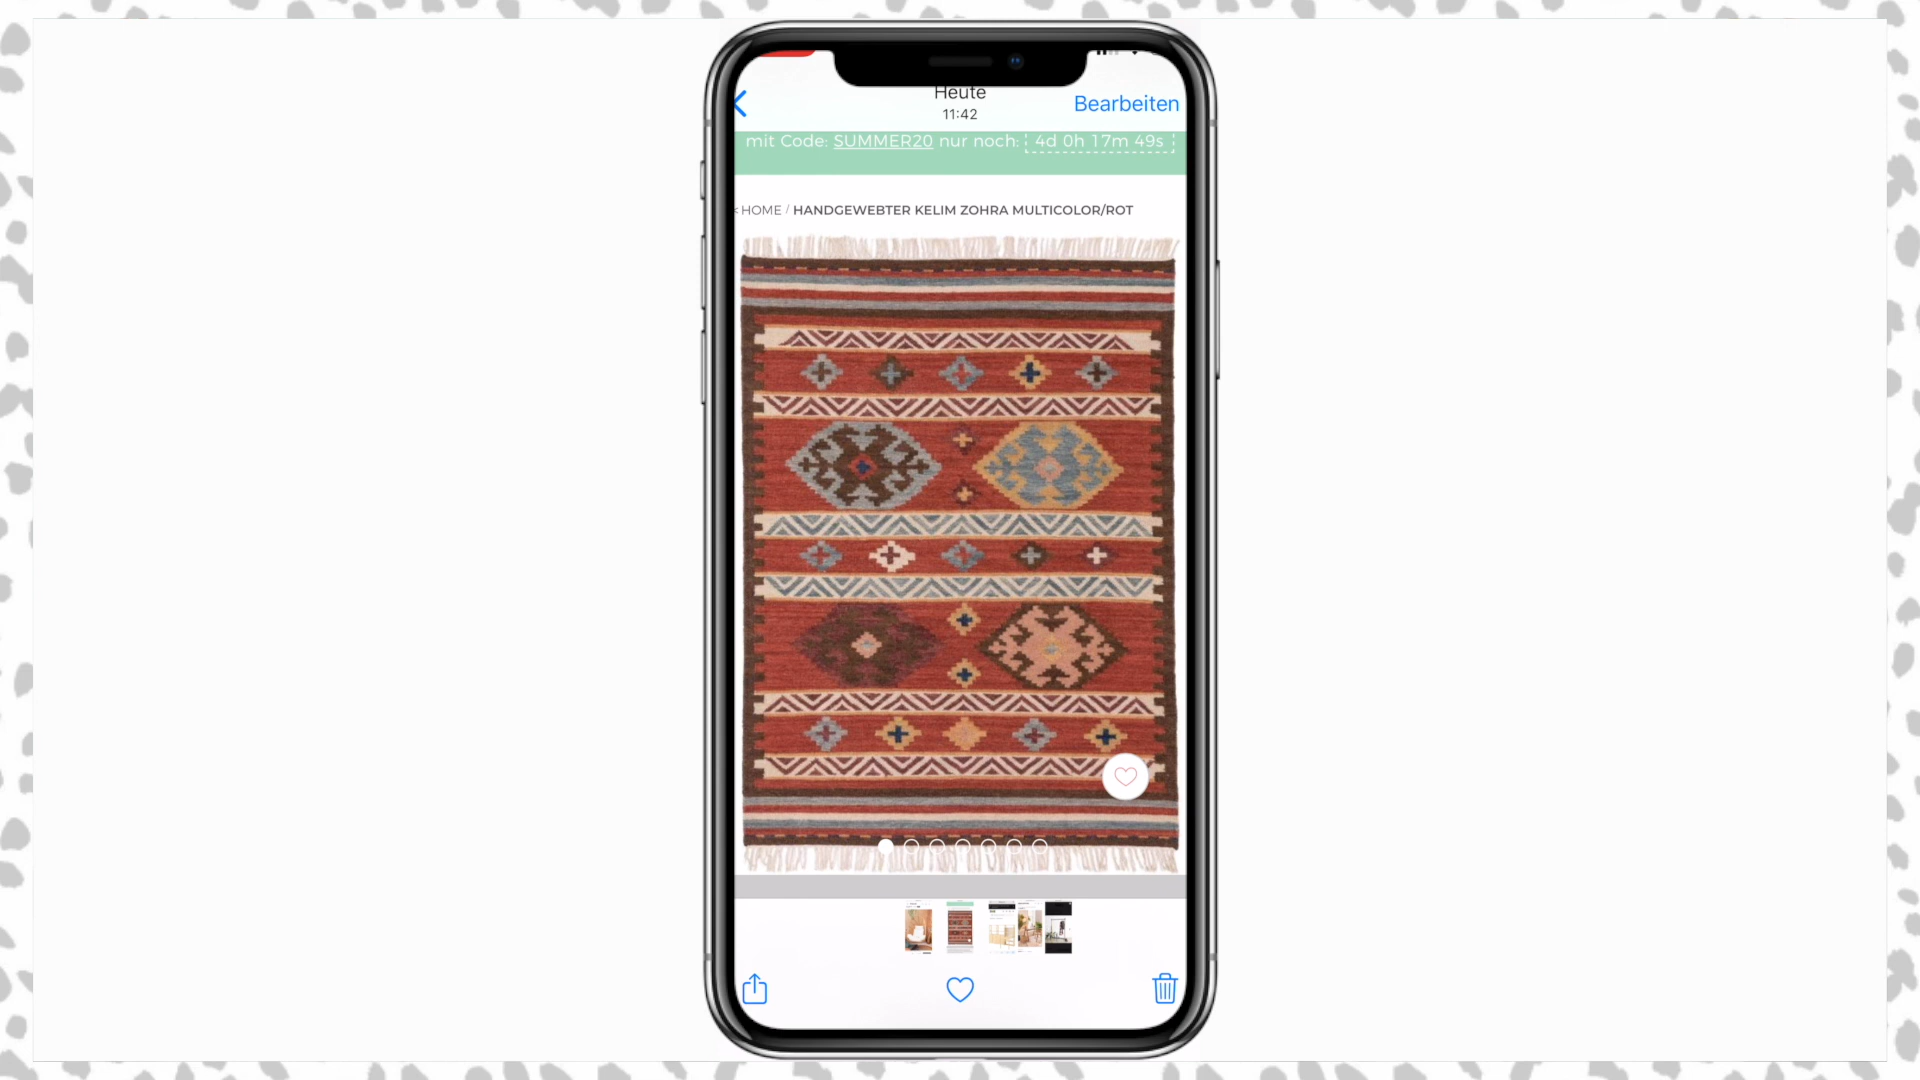 Heute
11:42
Bearbeiten
mit Code: SUMMER20 nur noch: 4d 0h 17m 49s
< HOME / HANDGEWEBTER KELIM ZOHRA MULTICOLOR/ROT